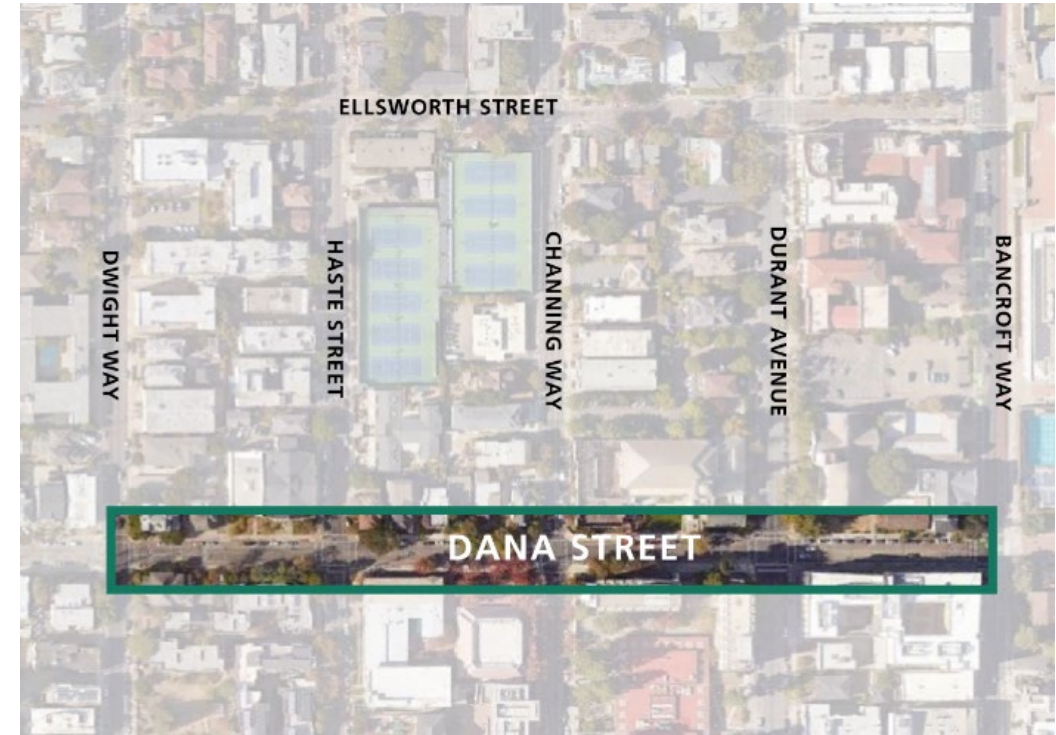 ELLSWORTH STREET
DWIGHT WAY
HASTE STREET
CHANNING WAY
DURANT AVENUE
BANCROFT WAY
DANA STREET